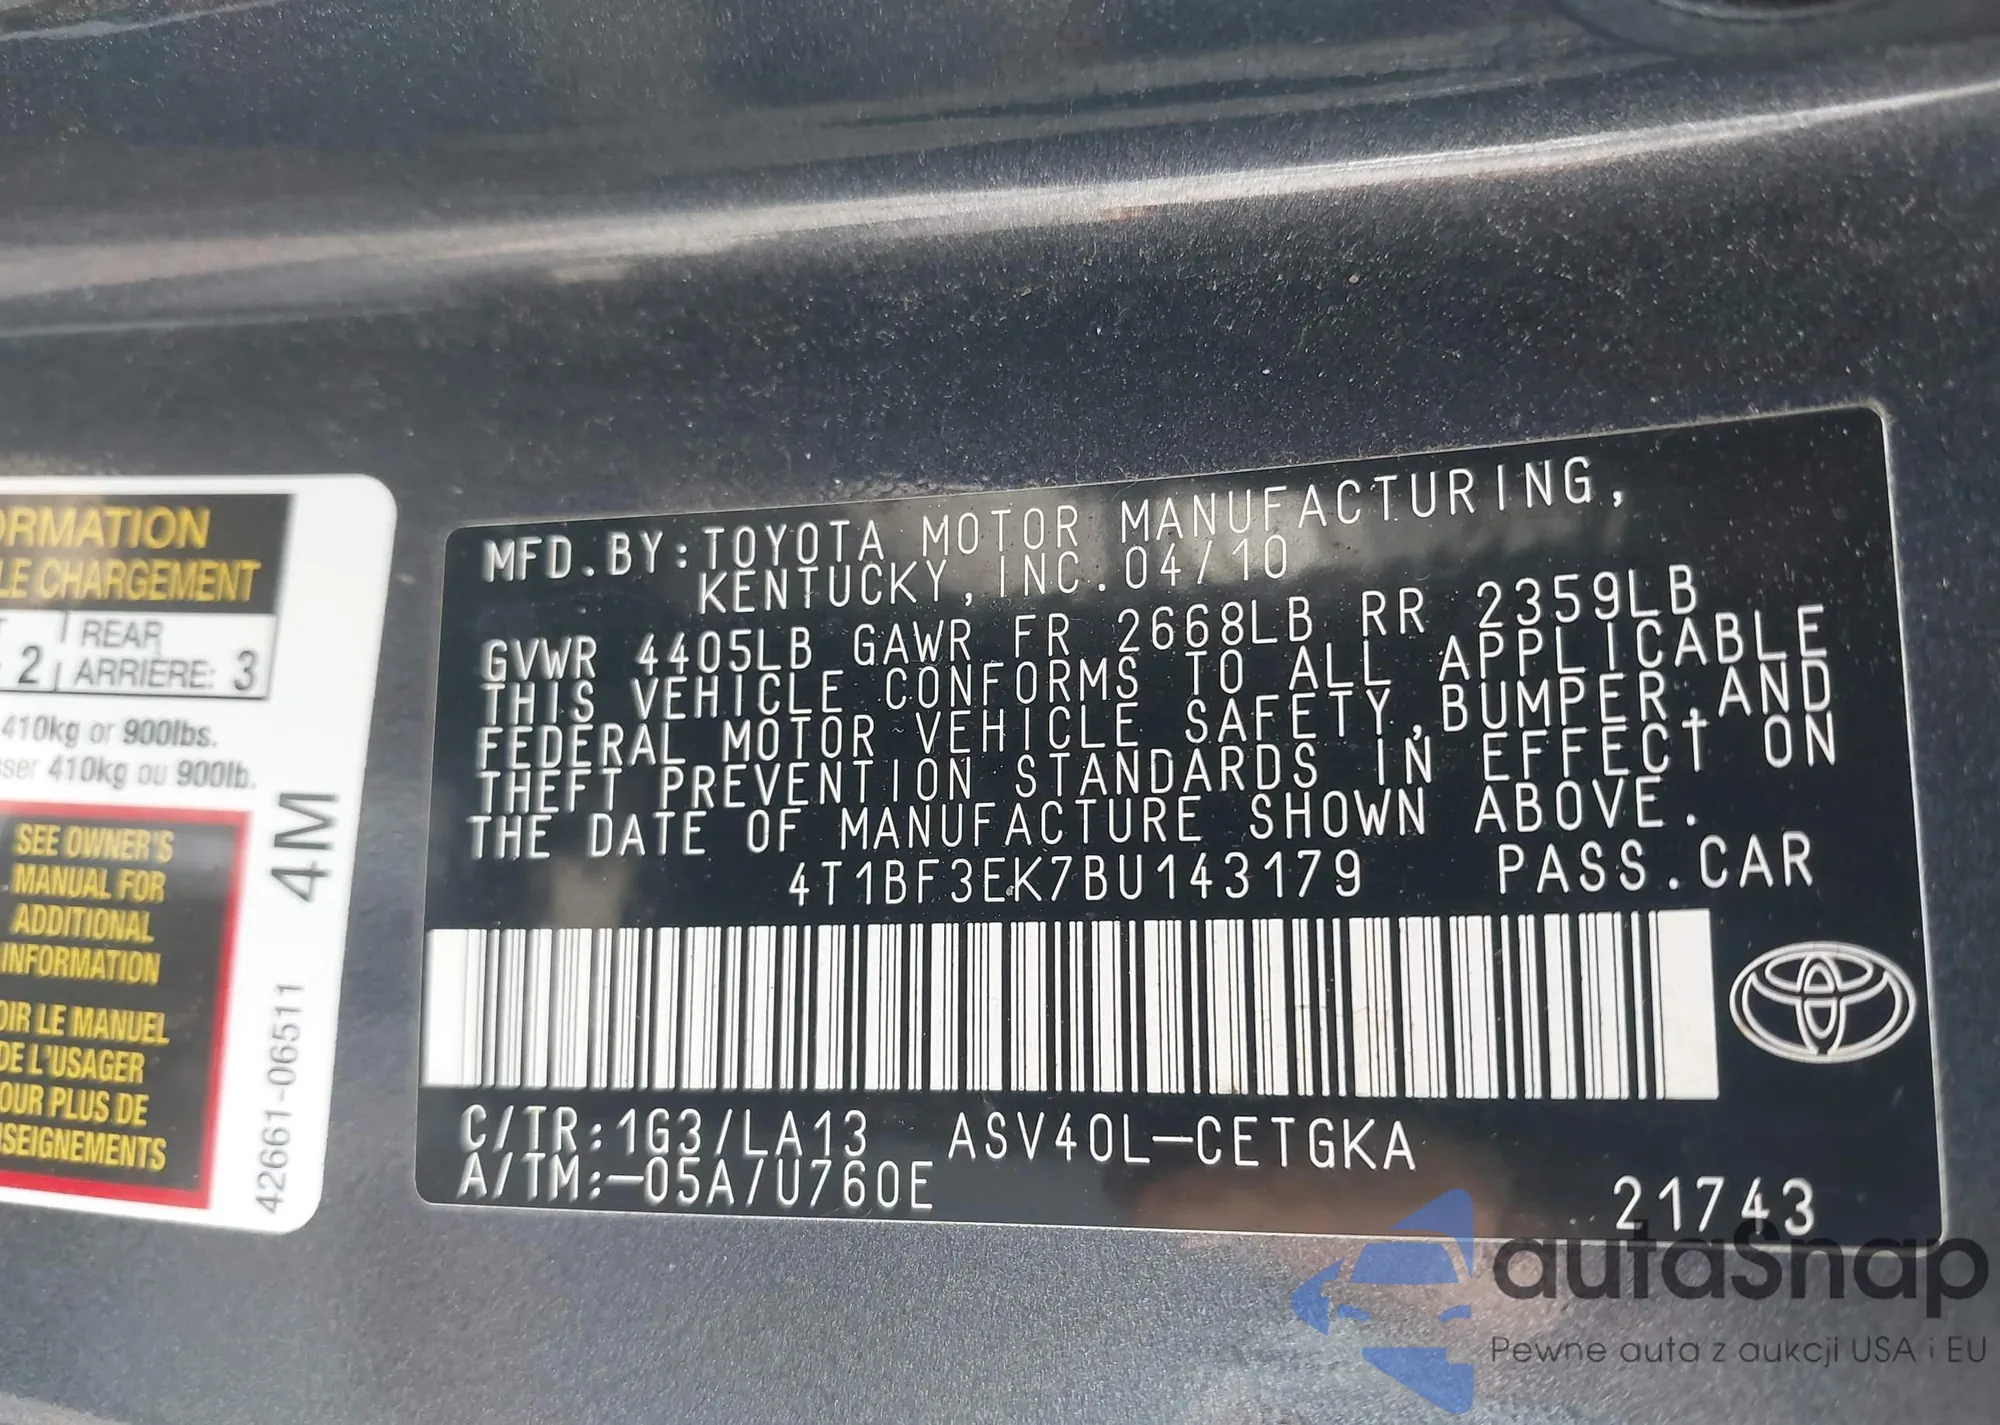 ORMATION
LE CHARGEMENT
REAR
2 ARRIÈRE: 3
410kg or 900lbs.
sser 410kg ou 900lb.
SEE OWNER'S
MANUAL FOR
ADDITIONAL
INFORMATION
OIR LE MANUEL
DE L'USAGER
OUR PLUS DE
NSEIGNEMENTS
4M
42661-06511
MFD.BY:TOYOTA MOTOR MANUFACTURING,
KENTUCKY,INC.04/10
GVWR 4405LB GAWR FR 2668LB RR 2359LB
THIS VEHICLE CONFORMS TO ALL APPLICABLE
FEDERAL MOTOR VEHICLE SAFETY,BUMPER,AND
THEFT PREVENTION STANDARDS IN EFFECT ON
THE DATE OF MANUFACTURE SHOWN ABOVE.
4T1BF3EK7BU143179 PASS.CAR
C/TR:1G3/LA13 ASV40L-CETGKA
A/TM:-05A/U760E
21743
autaSnap
Pewne auta z aukcji USA i EU